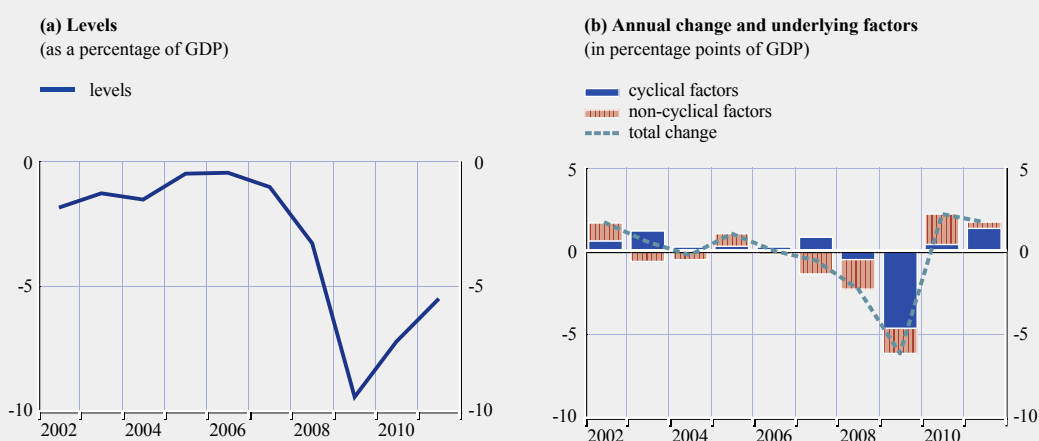 (a) Levels
(as a percentage of GDP)
levels
0 0
-5 -5
-10 -10
2002 2004 2006 2008 2010
(b) Annual change and underlying factors
(in percentage points of GDP)
cyclical factors
non-cyclical factors
total change
5 5
0 0
-5 -5
-10 -10
2002 2004 2006 2008 2010